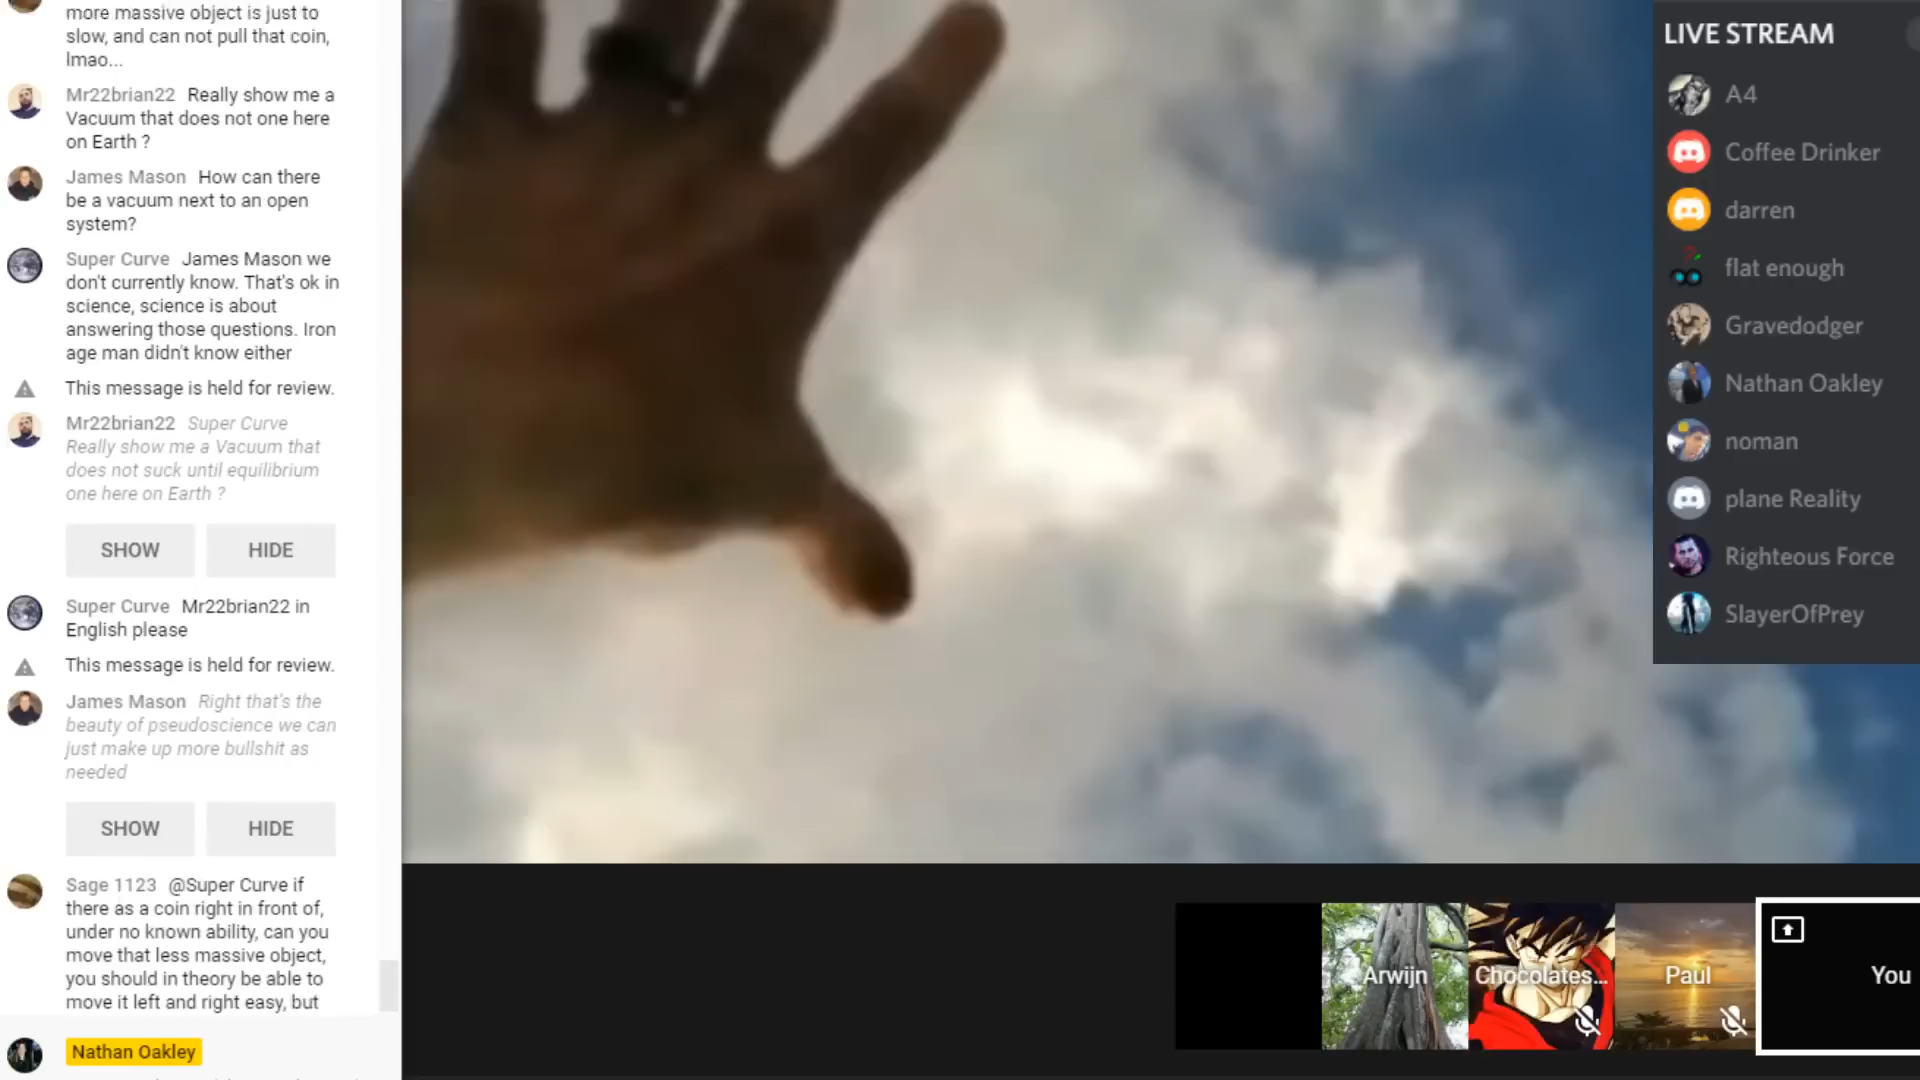 more massive object is just to
slow, and can not pull that coin,
lmao...
Mr22brian22 Really show me a
Vacuum that does not one here
on Earth ?
James Mason How can there
be a vacuum next to an open
system?
Super Curve James Mason we
don't currently know. That's ok in
science, science is about
answering those questions. Iron
age man didn't know either
This message is held for review.
Mr22brian22 Super Curve
Really show me a Vacuum that
does not suck until equilibrium
one here on Earth ?
SHOW HIDE
Super Curve Mr22brian22 in
English please
This message is held for review.
James Mason Right that's the
beauty of pseudoscience we can
just make up more bullshit as
needed
SHOW HIDE
Sage 1123 @Super Curve if
there as a coin right in front of,
under no known ability, can you
move that less massive object,
you should in theory be able to
move it left and right easy, but
Nathan Oakley
LIVE STREAM
A4
Coffee Drinker
darren
flat enough
Gravedodger
Nathan Oakley
noman
plane Reality
Righteous Force
SlayerOfPrey
Arwijn
Chocolates...
Paul
You